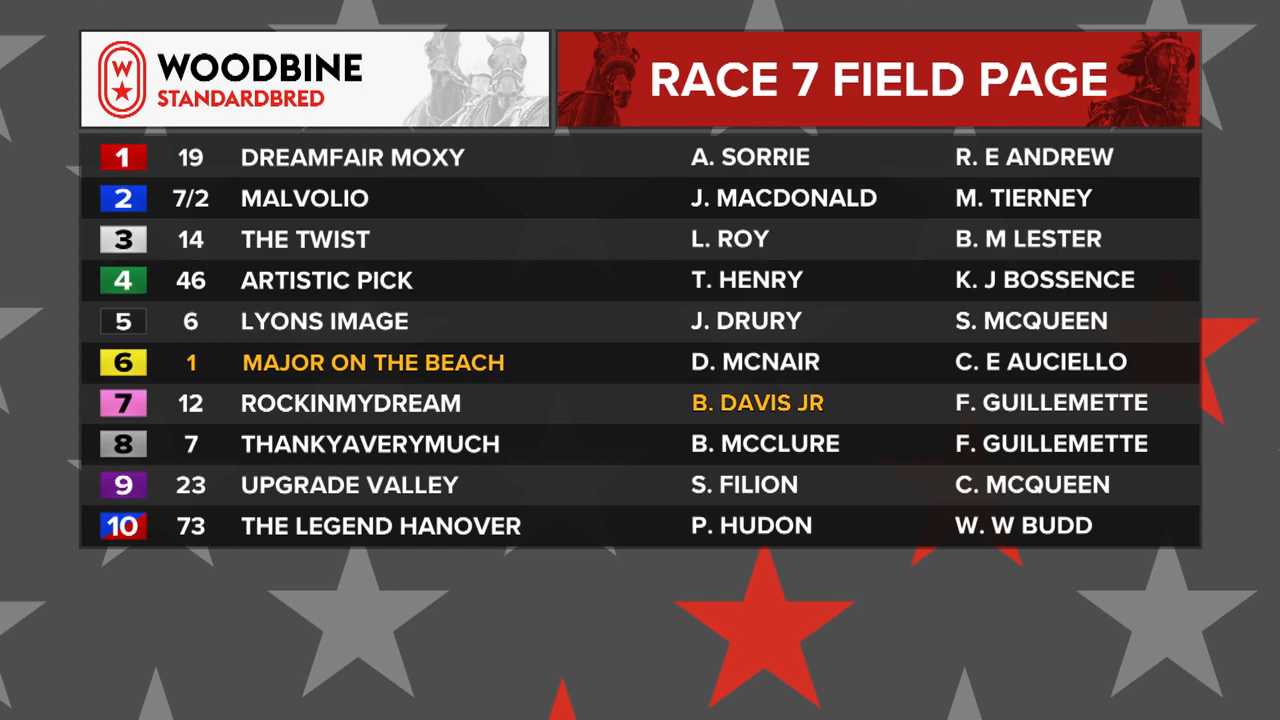 W WOODBINE
STANDARDBRED
RACE 7 FIELD PAGE
1 19 DREAMFAIR MOXY A. SORRIE R. E ANDREW
2 7/2 MALVOLIO J. MACDONALD M. TIERNEY
3 14 THE TWIST L. ROY B. M LESTER
4 46 ARTISTIC PICK T. HENRY K. J BOSSENCE
5 6 LYONS IMAGE J. DRURY S. MCQUEEN
6 1 MAJOR ON THE BEACH D. MCNAIR C. E AUCIELLO
7 12 ROCKINMYDREAM B. DAVIS JR F. GUILLEMETTE
8 7 THANKYAVERYMUCH B. MCCLURE F. GUILLEMETTE
9 23 UPGRADE VALLEY S. FILION C. MCQUEEN
10 73 THE LEGEND HANOVER P. HUDON W. W BUDD